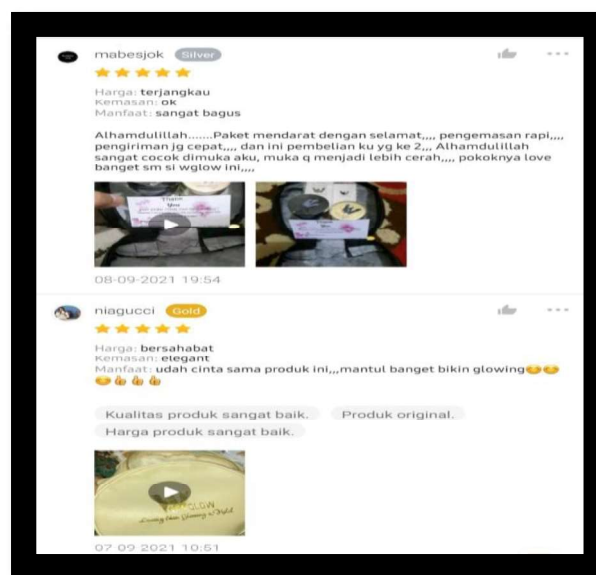 mabesjok Silver
Harga: terjangkau
Kemasan: ok
Manfaat: sangat bagus
Alhamdulillah.......Paket mendarat dengan selamat,,,, pengemasan rapi,,,,
pengiriman jg cepat,,,, dan ini pembelian ku yg ke 2,,, Alhamdulillah
sangat cocok dimuka aku, muka q menjadi lebih cerah,,,, pokoknya love
banget sm si wglow ini,,,,
Thank
You
08-09-2021 19:54
niagucci Gold
Harga: bersahabat
Kemasan: elegant
Manfaat: udah cinta sama produk ini,,,mantul banget bikin glowing😊😊
😊👍👍👍
Kualitas produk sangat baik. Produk original.
Harga produk sangat baik.
GLOW
07-09-2021 10:51